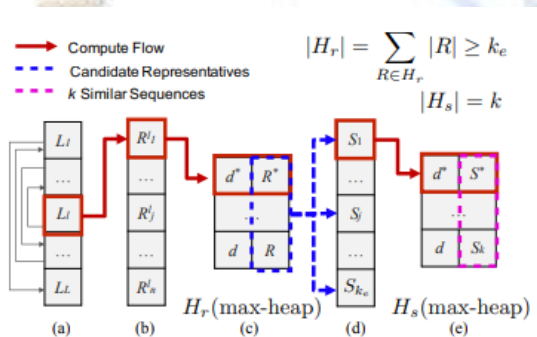 Compute Flow
Candidate Representatives
k Similar Sequences
|H_r| = ∑_{R∈H_r} |R| ≥ k_e
|H_s| = k
L_1
...
L_l
...
L_L
R^l_1
...
R^l_j
...
R^l_n
d* R*
...
d R
S_1
...
S_j
...
S_{k_e}
d* S*
...
d S_k
H_r(max-heap)
H_s(max-heap)
(a) (b) (c) (d) (e)